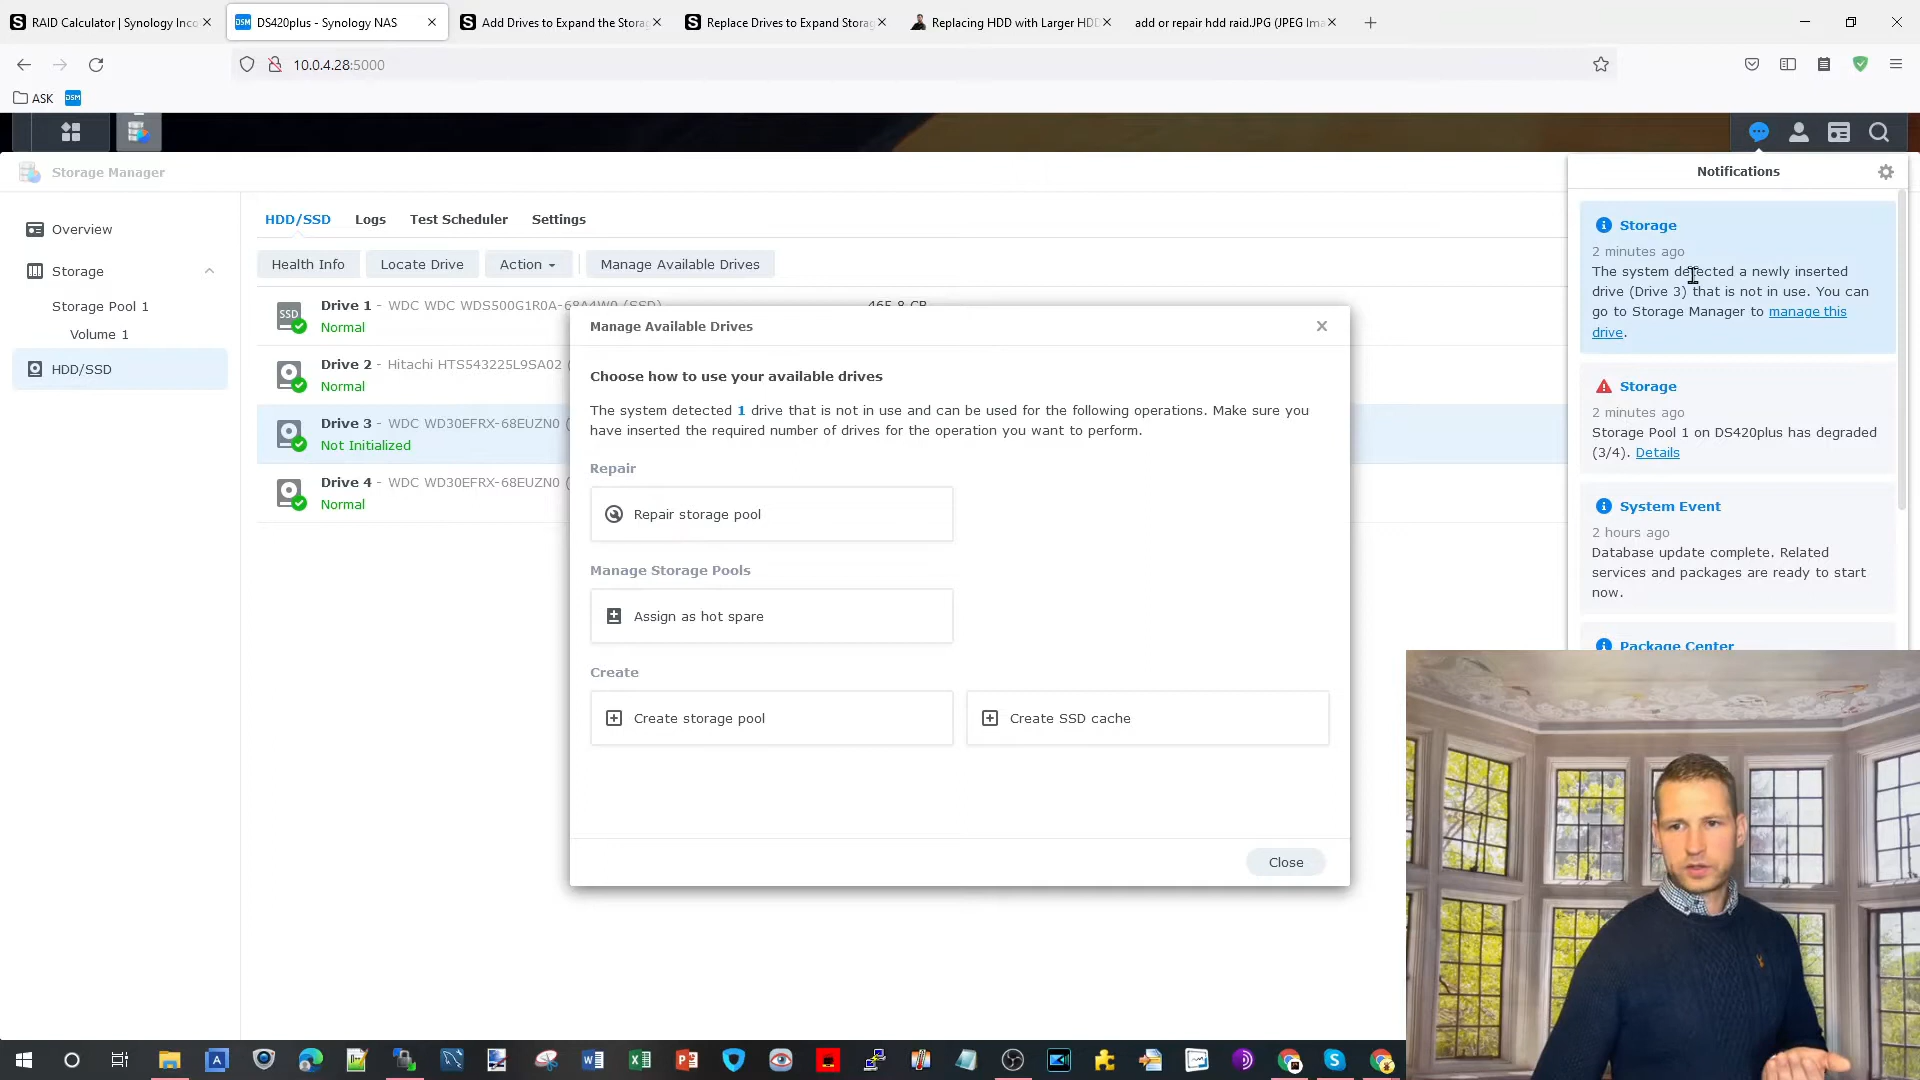 RAID Calculator | Synology Inco
DS420plus - Synology NAS
Add Drives to Expand the Storag
Replace Drives to Expand Storag
Replacing HDD with Larger HDD
add or repair hdd raid.JPG (JPEG Ima
10.0.4.28:5000
ASK
DSM
Storage Manager
Notifications
Overview
Storage
Storage Pool 1
Volume 1
HDD/SSD
HDD/SSD Logs Test Scheduler Settings
Health Info Locate Drive Action Manage Available Drives
Drive 1 - WDC WDC WDS500G1R0A-68A4W0 (SSD) 465.8 GB
Normal
Drive 2 - Hitachi HTS543225L9SA02 (
Normal
Drive 3 - WDC WD30EFRX-68EUZN0 (
Not Initialized
Drive 4 - WDC WD30EFRX-68EUZN0 (
Normal
Manage Available Drives
Choose how to use your available drives
The system detected 1 drive that is not in use and can be used for the following operations. Make sure you
have inserted the required number of drives for the operation you want to perform.
Repair
Repair storage pool
Manage Storage Pools
Assign as hot spare
Create
Create storage pool
Create SSD cache
Close
Storage
2 minutes ago
The system detected a newly inserted
drive (Drive 3) that is not in use. You can
go to Storage Manager to manage this
drive.
Storage
2 minutes ago
Storage Pool 1 on DS420plus has degraded
(3/4). Details
System Event
2 hours ago
Database update complete. Related
services and packages are ready to start
now.
Package Center